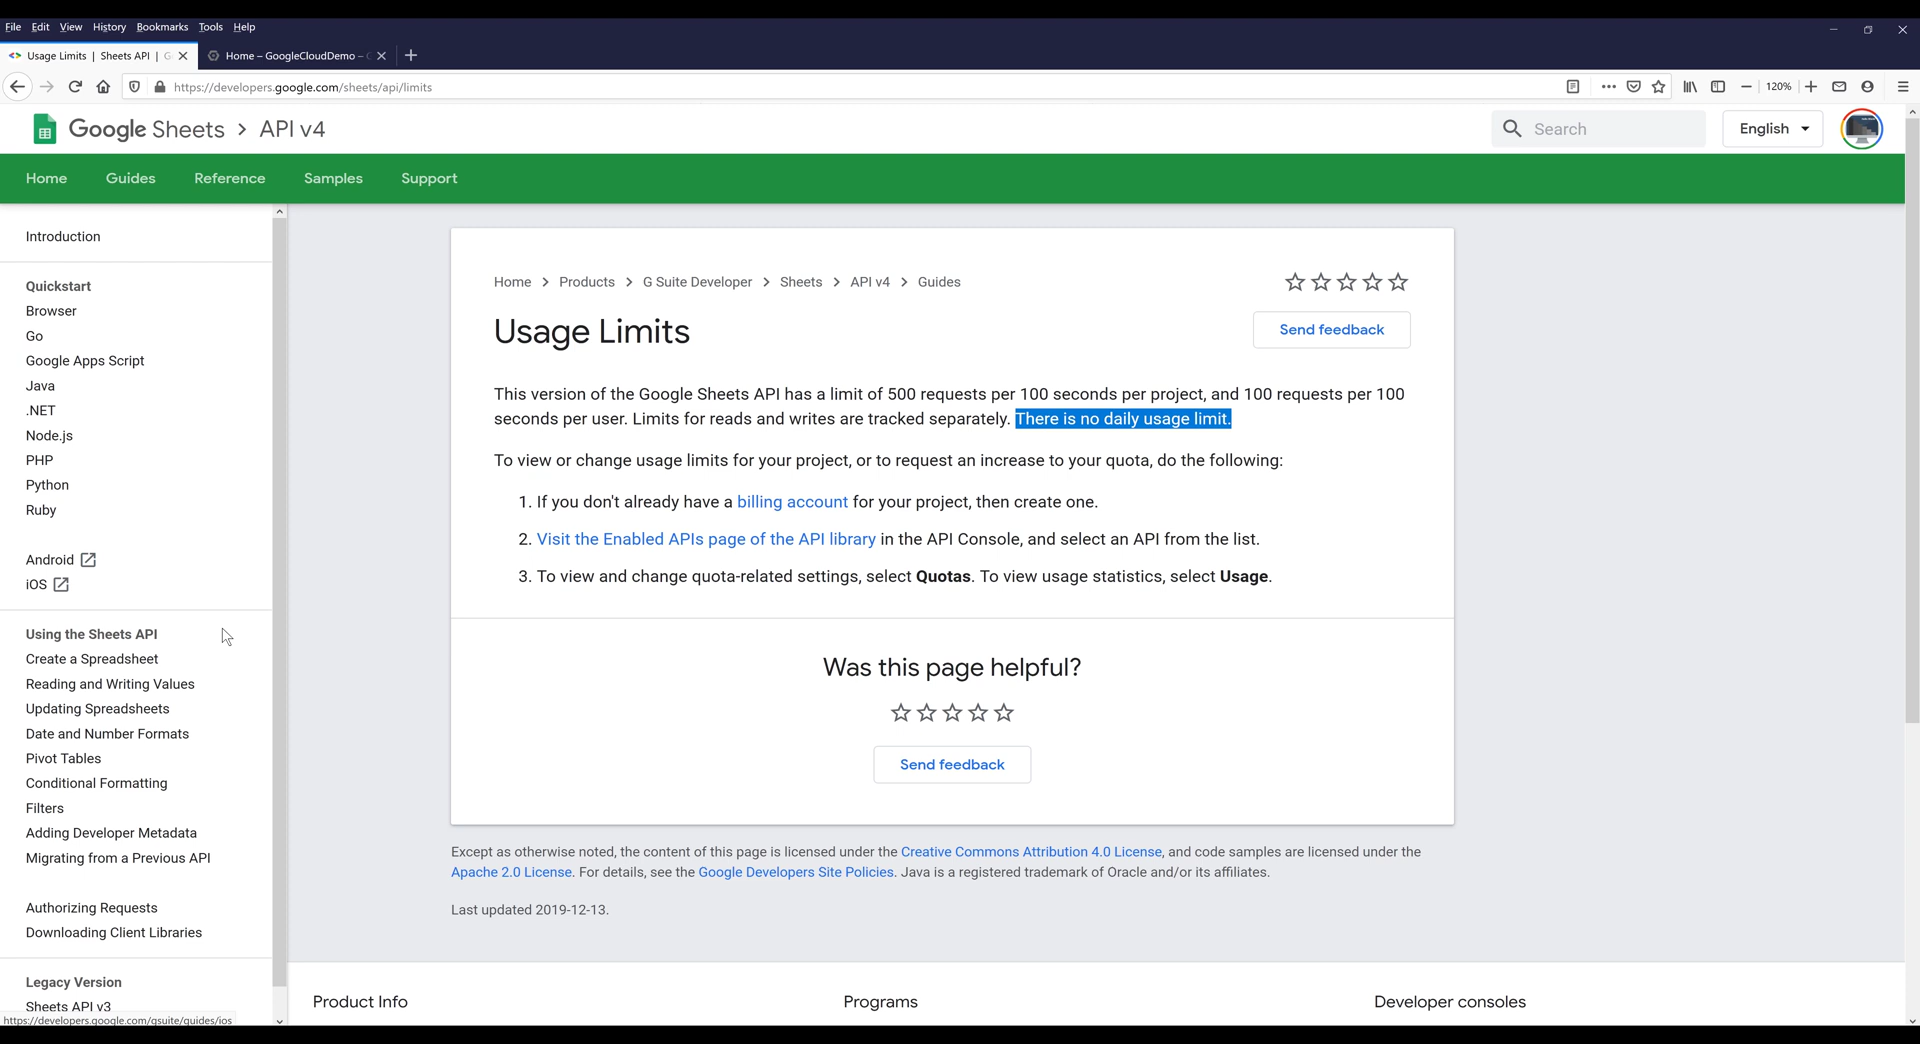 File Edit View History Bookmarks Tools Help
Usage Limits | Sheets API | G
Home – GoogleCloudDemo –
https://developers.google.com/sheets/api/limits
120%
Google Sheets > API v4
Search
English
Home Guides Reference Samples Support
Introduction
Quickstart
Browser
Go
Google Apps Script
Java
.NET
Node.js
PHP
Python
Ruby
Android
iOS
Using the Sheets API
Create a Spreadsheet
Reading and Writing Values
Updating Spreadsheets
Date and Number Formats
Pivot Tables
Conditional Formatting
Filters
Adding Developer Metadata
Migrating from a Previous API
Authorizing Requests
Downloading Client Libraries
Legacy Version
Sheets API v3
https://developers.google.com/gsuite/guides/ios
Home > Products > G Suite Developer > Sheets > API v4 > Guides
Usage Limits
Send feedback
This version of the Google Sheets API has a limit of 500 requests per 100 seconds per project, and 100 requests per 100
seconds per user. Limits for reads and writes are tracked separately. There is no daily usage limit.
To view or change usage limits for your project, or to request an increase to your quota, do the following:
1. If you don't already have a billing account for your project, then create one.
2. Visit the Enabled APIs page of the API library in the API Console, and select an API from the list.
3. To view and change quota-related settings, select Quotas. To view usage statistics, select Usage.
Was this page helpful?
Send feedback
Except as otherwise noted, the content of this page is licensed under the Creative Commons Attribution 4.0 License, and code samples are licensed under the
Apache 2.0 License. For details, see the Google Developers Site Policies. Java is a registered trademark of Oracle and/or its affiliates.
Last updated 2019-12-13.
Product Info
Programs
Developer consoles